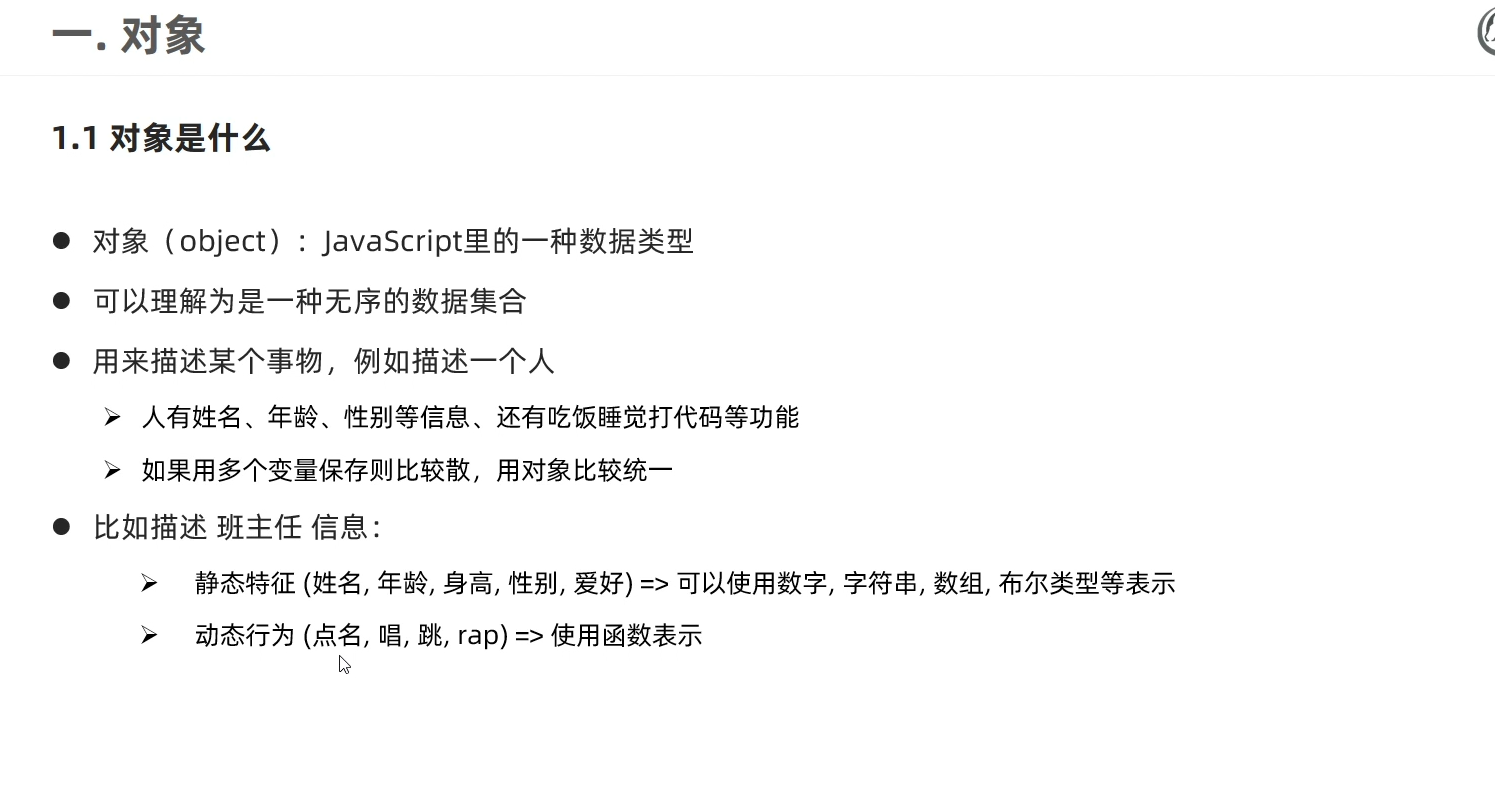 一. 对象
1.1 对象是什么
● 对象（object）：JavaScript里的一种数据类型
● 可以理解为是一种无序的数据集合
● 用来描述某个事物，例如描述一个人
➢ 人有姓名、年龄、性别等信息、还有吃饭睡觉打代码等功能
➢ 如果用多个变量保存则比较散，用对象比较统一
● 比如描述 班主任 信息：
➢ 静态特征 (姓名, 年龄, 身高, 性别, 爱好) => 可以使用数字, 字符串, 数组, 布尔类型等表示
➢ 动态行为 (点名, 唱, 跳, rap) => 使用函数表示